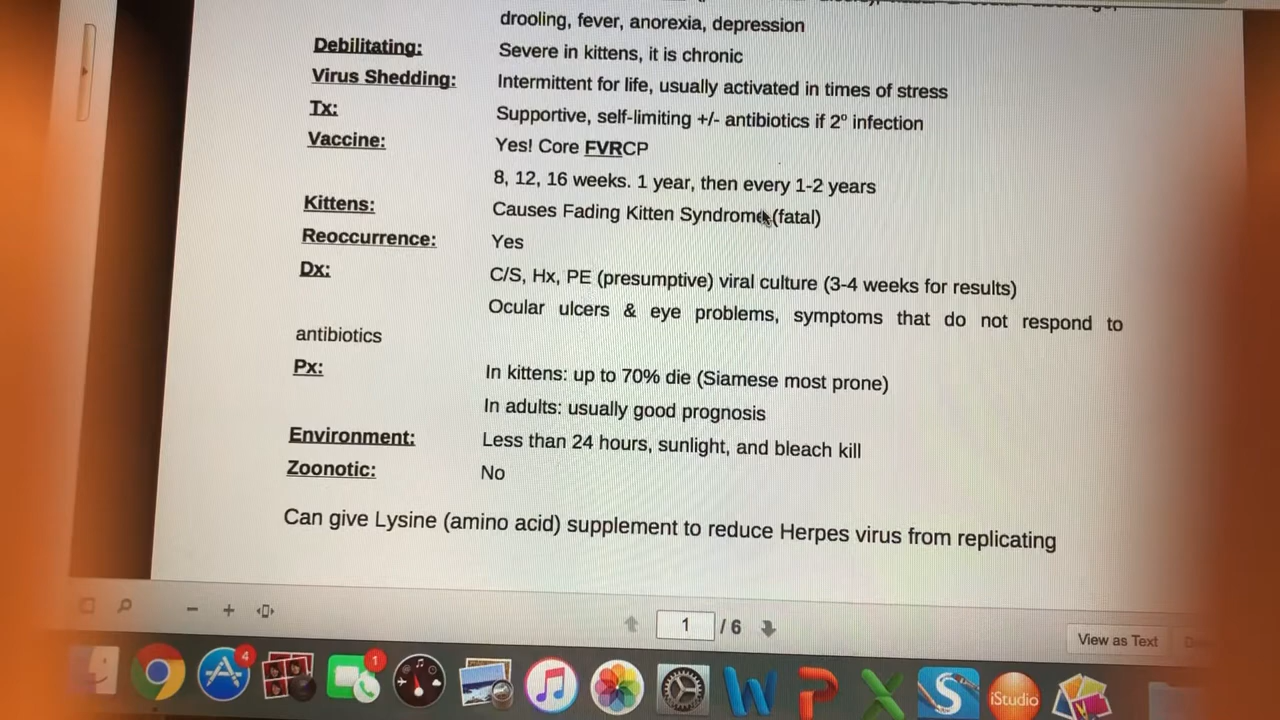 drooling, fever, anorexia, depression
Debilitating: Severe in kittens, it is chronic
Virus Shedding: Intermittent for life, usually activated in times of stress
Tx: Supportive, self-limiting +/- antibiotics if 2º infection
Vaccine: Yes! Core FVRCP
8, 12, 16 weeks. 1 year, then every 1-2 years
Kittens: Causes Fading Kitten Syndrome (fatal)
Reoccurrence: Yes
Dx: C/S, Hx, PE (presumptive) viral culture (3-4 weeks for results)
Ocular ulcers & eye problems, symptoms that do not respond to
antibiotics
Px: In kittens: up to 70% die (Siamese most prone)
In adults: usually good prognosis
Environment: Less than 24 hours, sunlight, and bleach kill
Zoonotic: No
Can give Lysine (amino acid) supplement to reduce Herpes virus from replicating
1 / 6
View as Text
4
1
W P X S iStudio